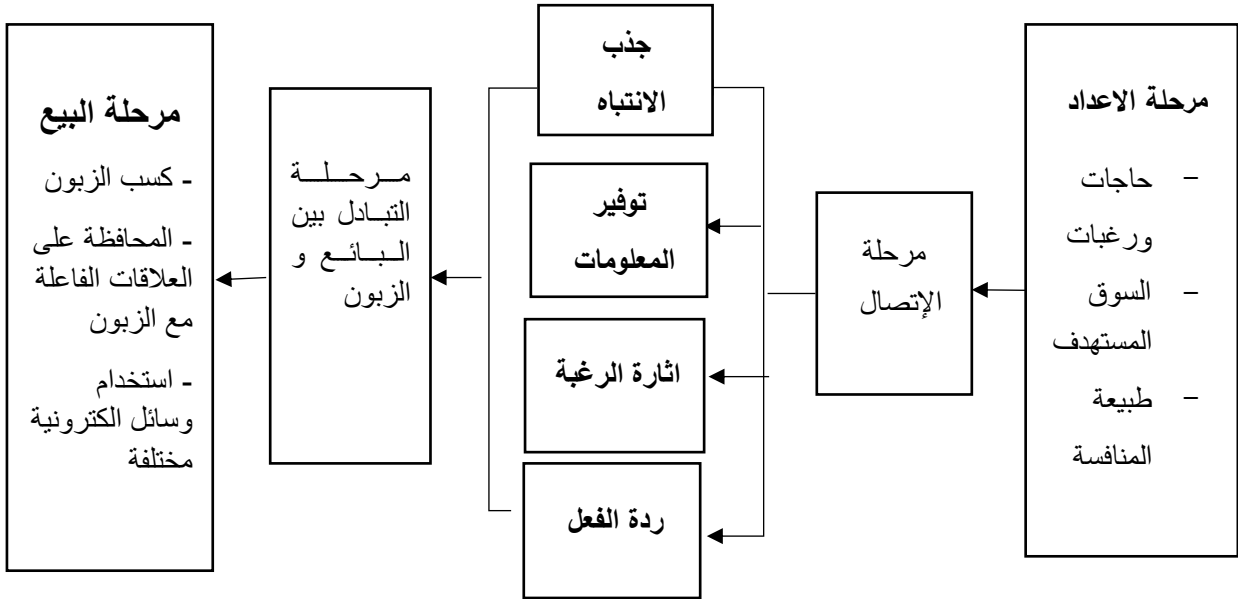 مرحلة الاعداد
- حاجات
ورغبات
- السوق
المستهدف
- طبيعة
المنافسة
مرحلة
الإتصال
جذب
الانتباه
توفير
المعلومات
اثارة الرغبة
ردة الفعل
مرحلة
التبادل بين
البائع و
الزبون
مرحلة البيع
- كسب الزبون
- المحافظة على
العلاقات الفاعلة
مع الزبون
- استخدام
وسائل الكترونية
مختلفة